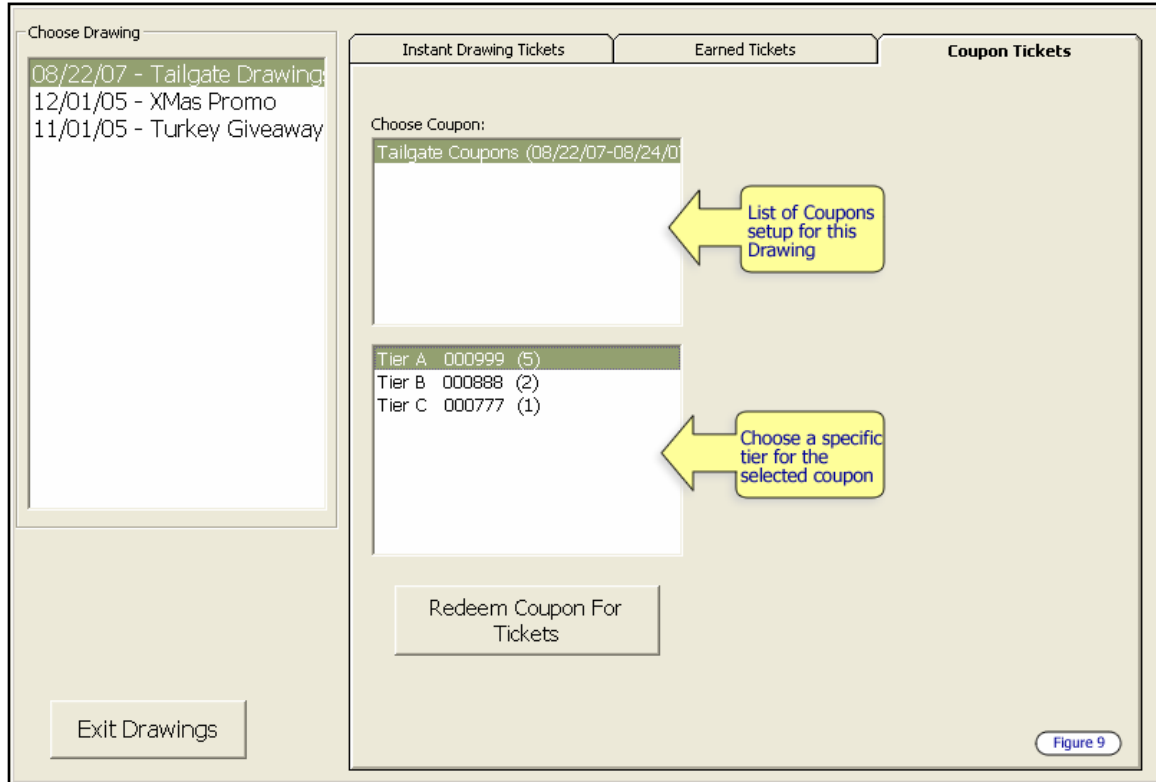 Choose Drawing
08/22/07 - Tailgate Drawings
12/01/05 - XMas Promo
11/01/05 - Turkey Giveaway
Exit Drawings
Instant Drawing Tickets
Earned Tickets
Coupon Tickets
Choose Coupon:
Tailgate Coupons (08/22/07-08/24/0
List of Coupons
setup for this
Drawing
Tier A 000999 (5)
Tier B 000888 (2)
Tier C 000777 (1)
Choose a specific
tier for the
selected coupon
Redeem Coupon For
Tickets
Figure 9